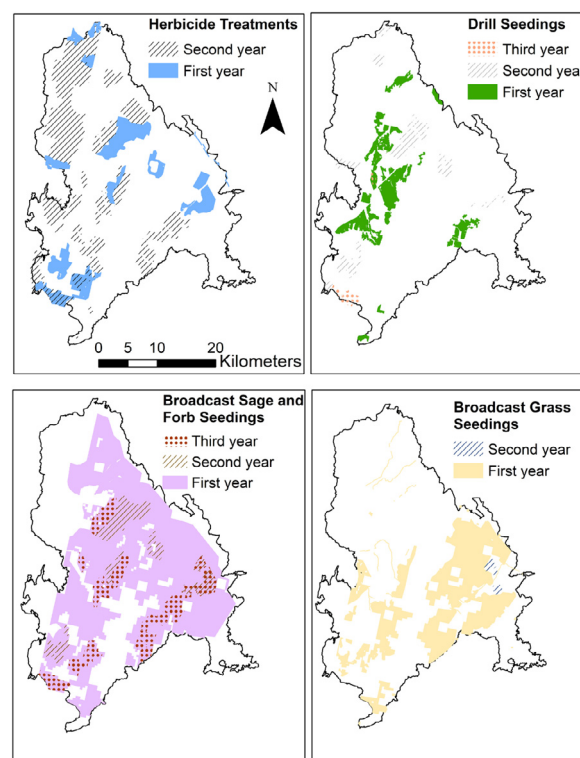 Herbicide Treatments
Second year
First year
N
0 5 10 20
Kilometers
Drill Seedings
Third year
Second yea
First year
Broadcast Sage and
Forb Seedings
Third year
Second year
First year
Broadcast Grass
Seedings
Second year
First year